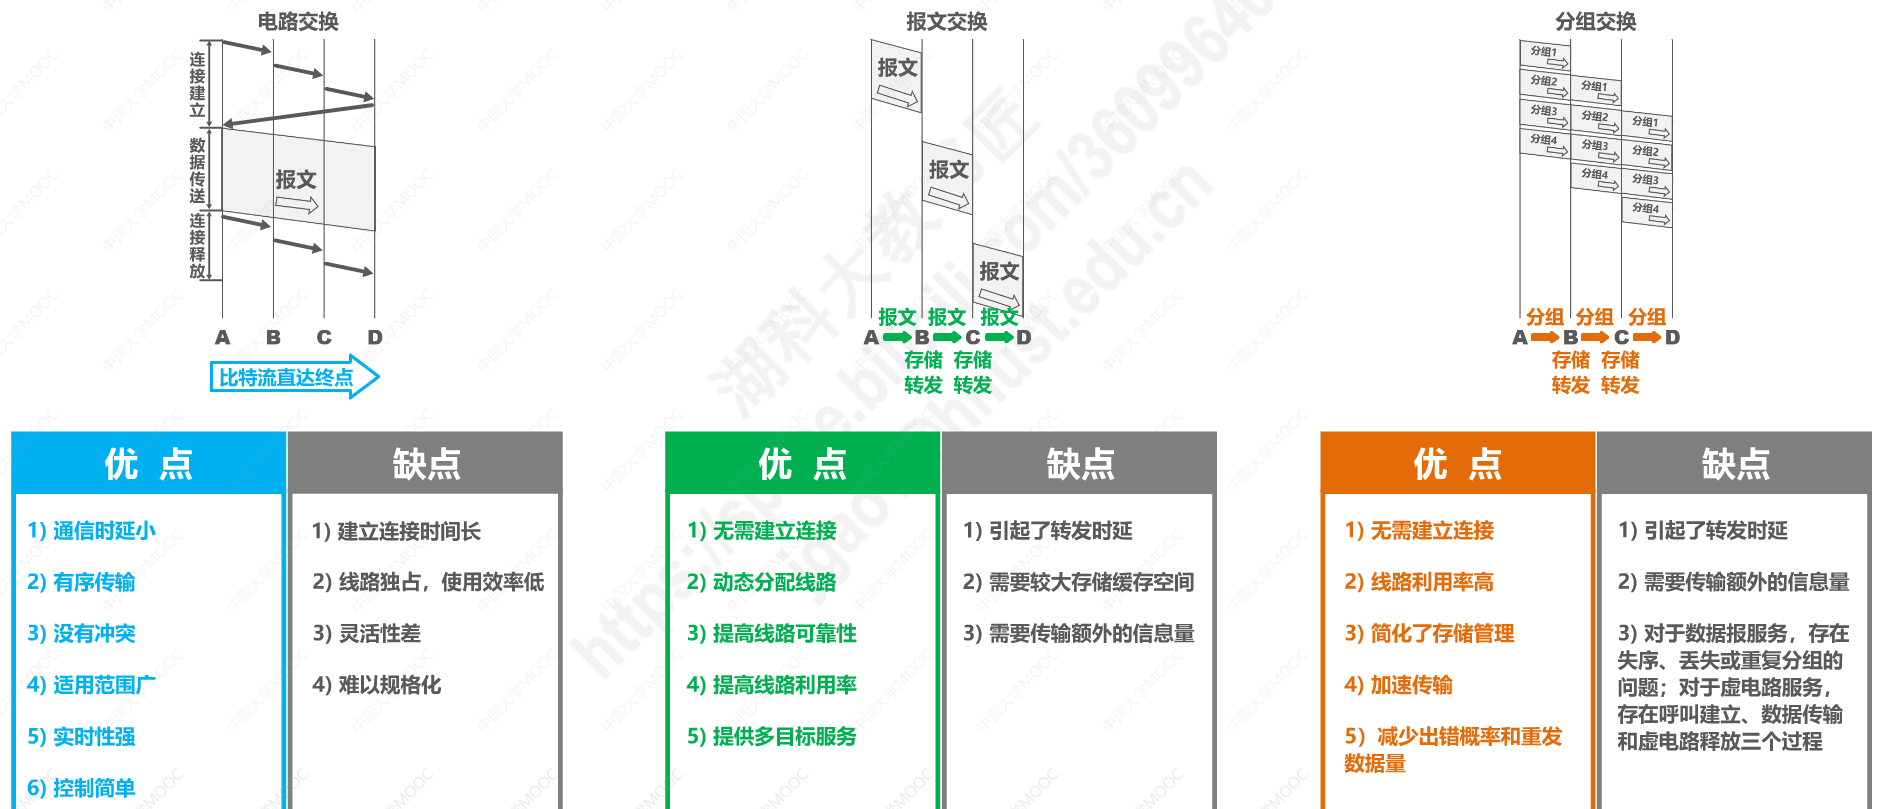 电路交换
连接建立
数据传送
连接释放
报文
A B C D
比特流直达终点
优 点
缺点
1) 通信时延小
2) 有序传输
3) 没有冲突
4) 适用范围广
5) 实时性强
6) 控制简单
1) 建立连接时间长
2) 线路独占，使用效率低
3) 灵活性差
4) 难以规格化
报文交换
报文
报文
报文
报文 报文 报文
A B C D
存储 存储
转发 转发
优 点
缺点
1) 无需建立连接
2) 动态分配线路
3) 提高线路可靠性
4) 提高线路利用率
5) 提供多目标服务
1) 引起了转发时延
2) 需要较大存储缓存空间
3) 需要传输额外的信息量
分组交换
分组1
分组2 分组1
分组3 分组2 分组1
分组4 分组3 分组2
分组4 分组3
分组4
分组 分组 分组
A B C D
存储 存储
转发 转发
优 点
缺点
1) 无需建立连接
2) 线路利用率高
3) 简化了存储管理
4) 加速传输
5）减少出错概率和重发
数据量
1) 引起了转发时延
2) 需要传输额外的信息量
3) 对于数据报服务，存在
失序、丢失或重复分组的
问题；对于虚电路服务，
存在呼叫建立、数据传输
和虚电路释放三个过程
湖科大教书匠
中国大学MOOC